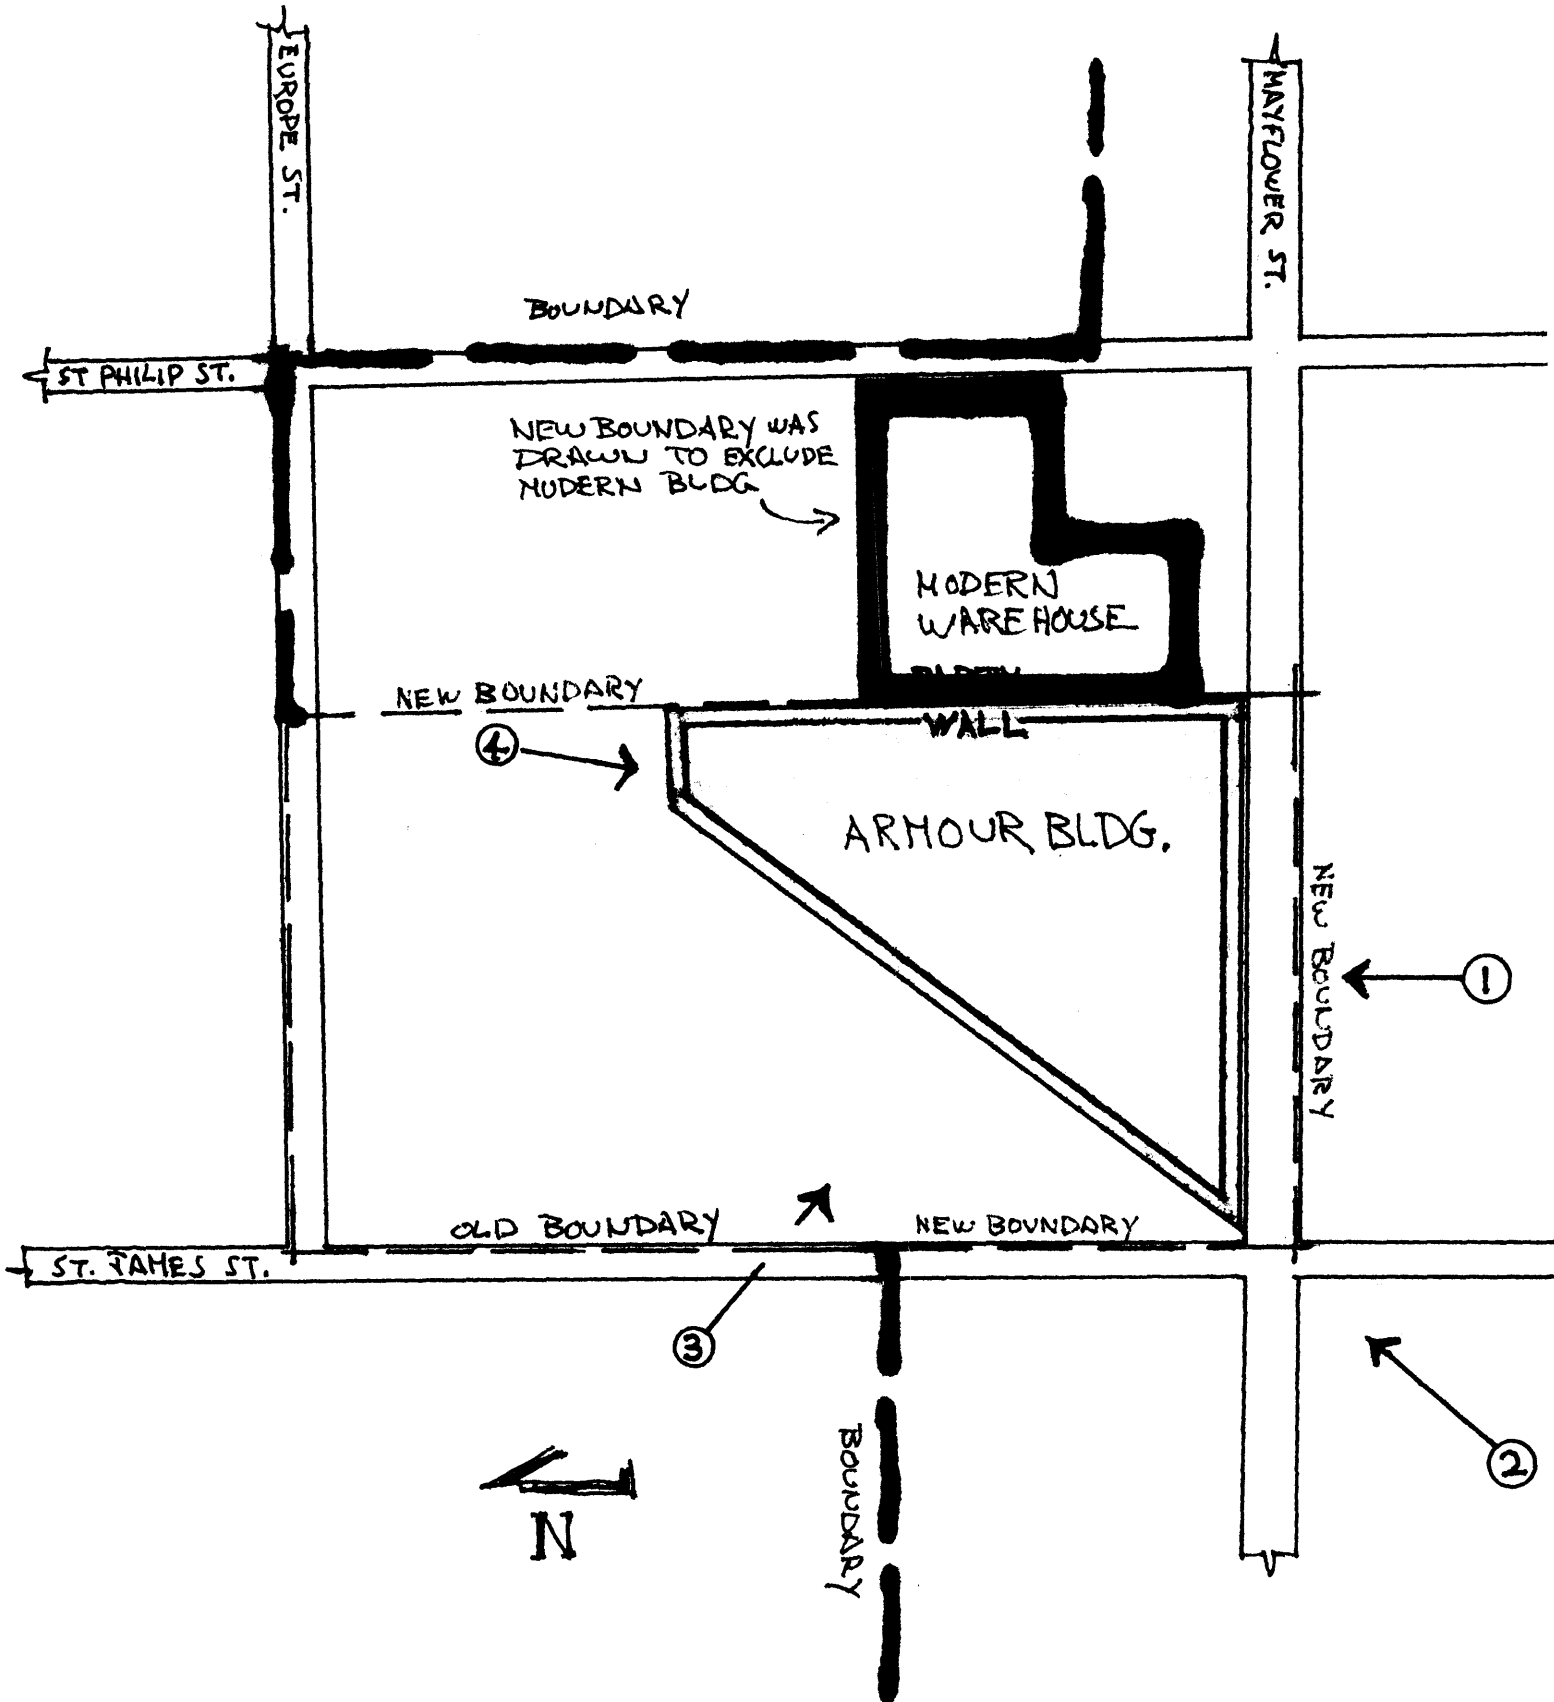 EUROPE ST.
MAYFLOWER ST.
BOUNDARY
ST PHILIP ST.
NEW BOUNDARY WAS
DRAWN TO EXCLUDE
MODERN BLDG
MODERN
WAREHOUSE
PARTY
WALL
NEW BOUNDARY
4
ARMOUR BLDG.
NEW BOUNDARY
1
OLD BOUNDARY
NEW BOUNDARY
ST. JAMES ST.
3
BOUNDARY
2
N